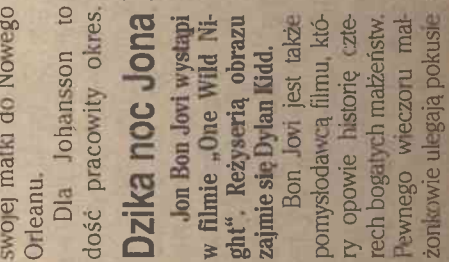 swojej matki do Nowego
Orleanu.
Dla Johansson to
dość pracowity okres.
Dzika noc Jona
Jon Bon Jovi wystąpi
w filmie „One Wild Ni-
ght“. Reżyserią obrazu
zajmie się Dylan Kidd.
Bon Jovi jest także
pomysłodawcą filmu, któ-
ry opowie historię czte-
rech bogatych małżeństw.
Pewnego wieczoru mał-
żonkowie ulegają pokusie